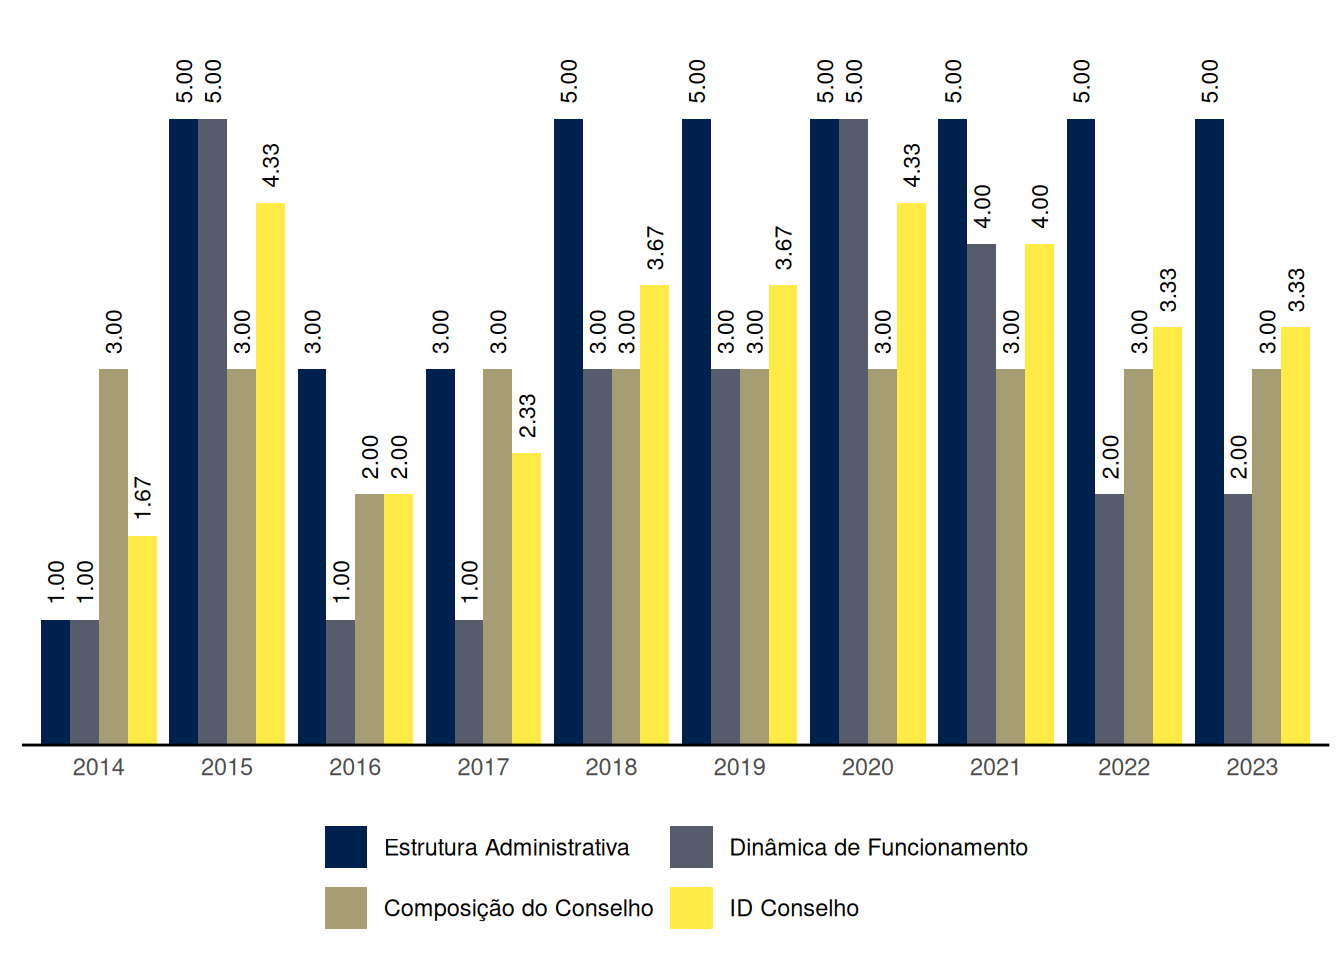 5.00 5.00 5.00 5.00 5.00 5.00 5.00 5.00 5.00
4.33 4.33
4.00 4.00
3.67 3.67
3.33 3.33
3.00 3.00 3.00 3.00 3.00 3.00 3.00 3.00 3.00 3.00 3.00 3.00 3.00
2.33
2.00 2.00 2.00 2.00
1.67
1.00 1.00 1.00 1.00
2014 2015 2016 2017 2018 2019 2020 2021 2022 2023
Estrutura Administrativa Dinâmica de Funcionamento
Composição do Conselho ID Conselho